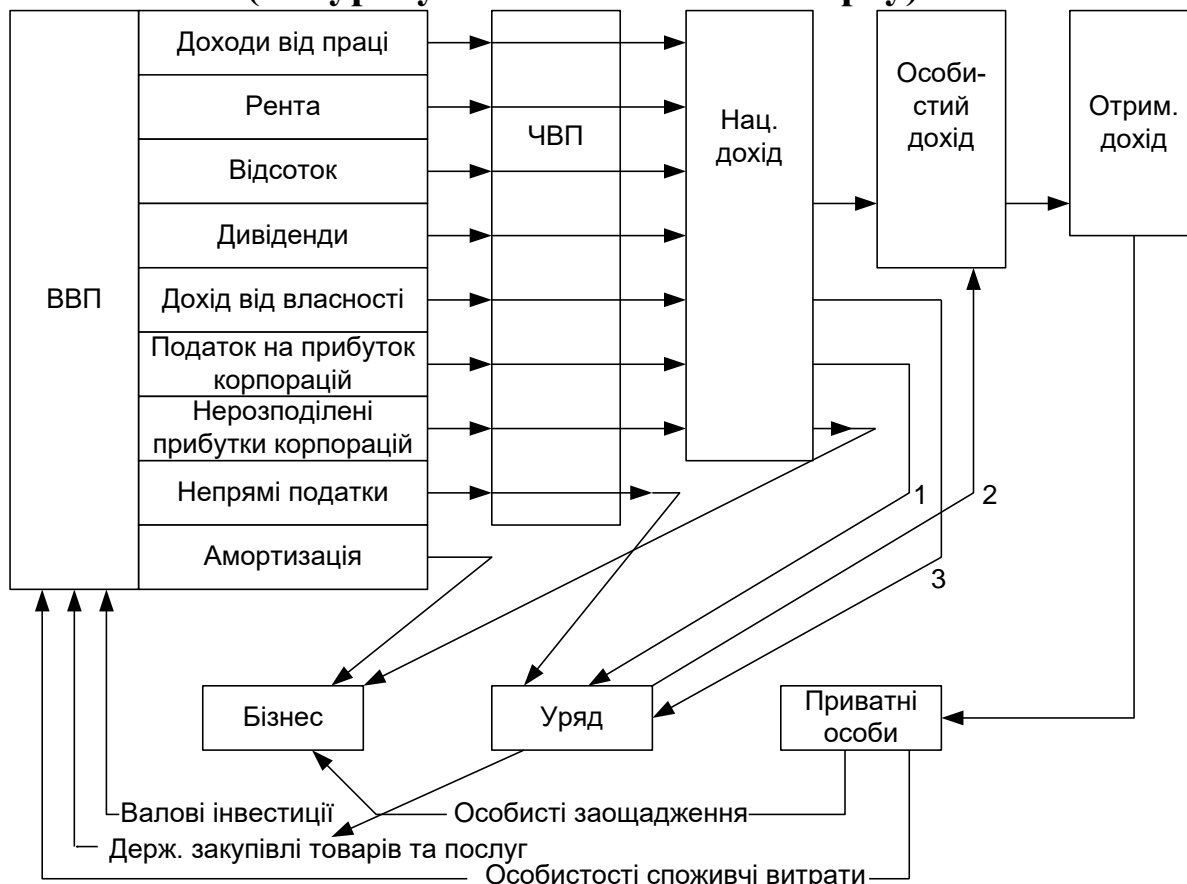 Доходи від праці
Рента
Відсоток
Дивіденди
Дохід від власності
Податок на прибуток
корпорацій
Нерозподілені
прибутки корпорацій
Непрямі податки
Амортизація
ВВП
ЧВП
Нац.
дохід
Особи-
стий
дохід
Отрим.
дохід
1
2
3
Бізнес
Уряд
Приватні
особи
Валові інвестиції
Особисті заощадження
Держ. закупівлі товарів та послуг
Особистості споживчі витрати